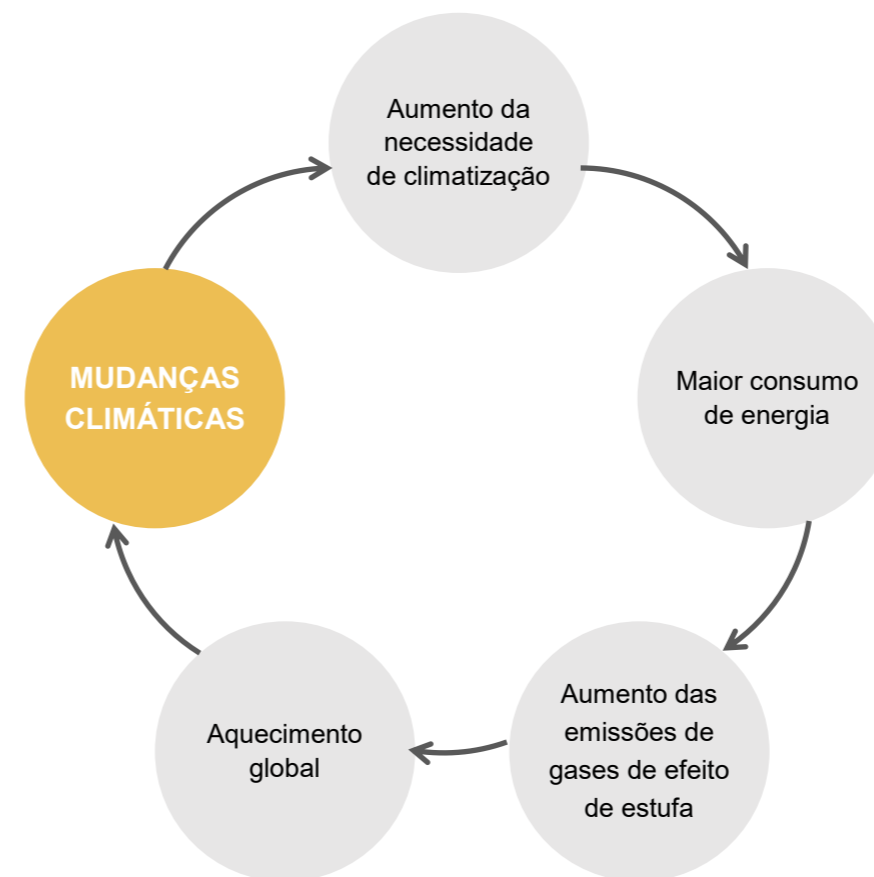 Aumento da
necessidade
de climatização
MUDANÇAS
CLIMÁTICAS
Maior consumo
de energia
Aumento das
emissões de
gases de efeito
de estufa
Aquecimento
global